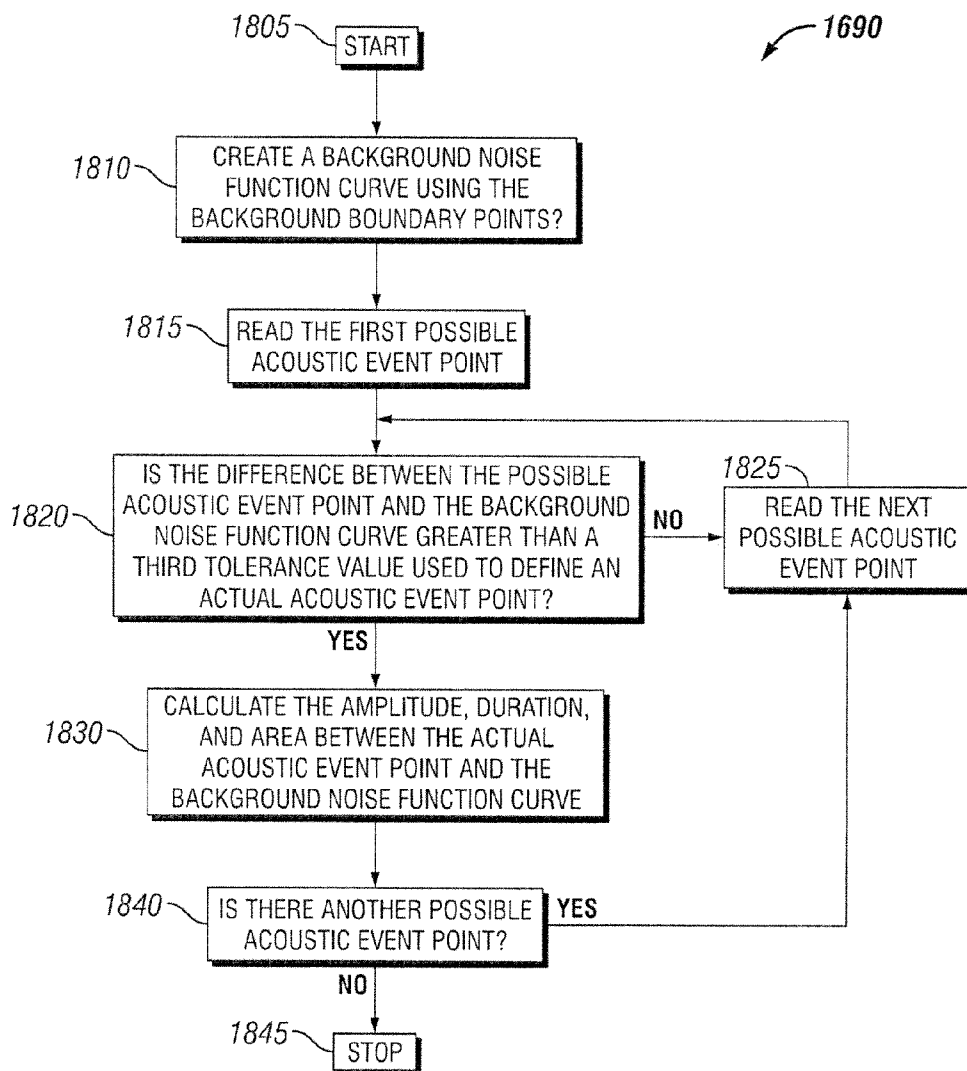 1805
START
1690
1810
CREATE A BACKGROUND NOISE
FUNCTION CURVE USING THE
BACKGROUND BOUNDARY POINTS?
1815
READ THE FIRST POSSIBLE
ACOUSTIC EVENT POINT
1820
IS THE DIFFERENCE BETWEEN THE POSSIBLE
ACOUSTIC EVENT POINT AND THE BACKGROUND
NOISE FUNCTION CURVE GREATER THAN A
THIRD TOLERANCE VALUE USED TO DEFINE AN
ACTUAL ACOUSTIC EVENT POINT?
NO
1825
READ THE NEXT
POSSIBLE ACOUSTIC
EVENT POINT
YES
1830
CALCULATE THE AMPLITUDE, DURATION,
AND AREA BETWEEN THE ACTUAL
ACOUSTIC EVENT POINT AND THE
BACKGROUND NOISE FUNCTION CURVE
1840
IS THERE ANOTHER POSSIBLE
ACOUSTIC EVENT POINT?
YES
NO
1845
STOP